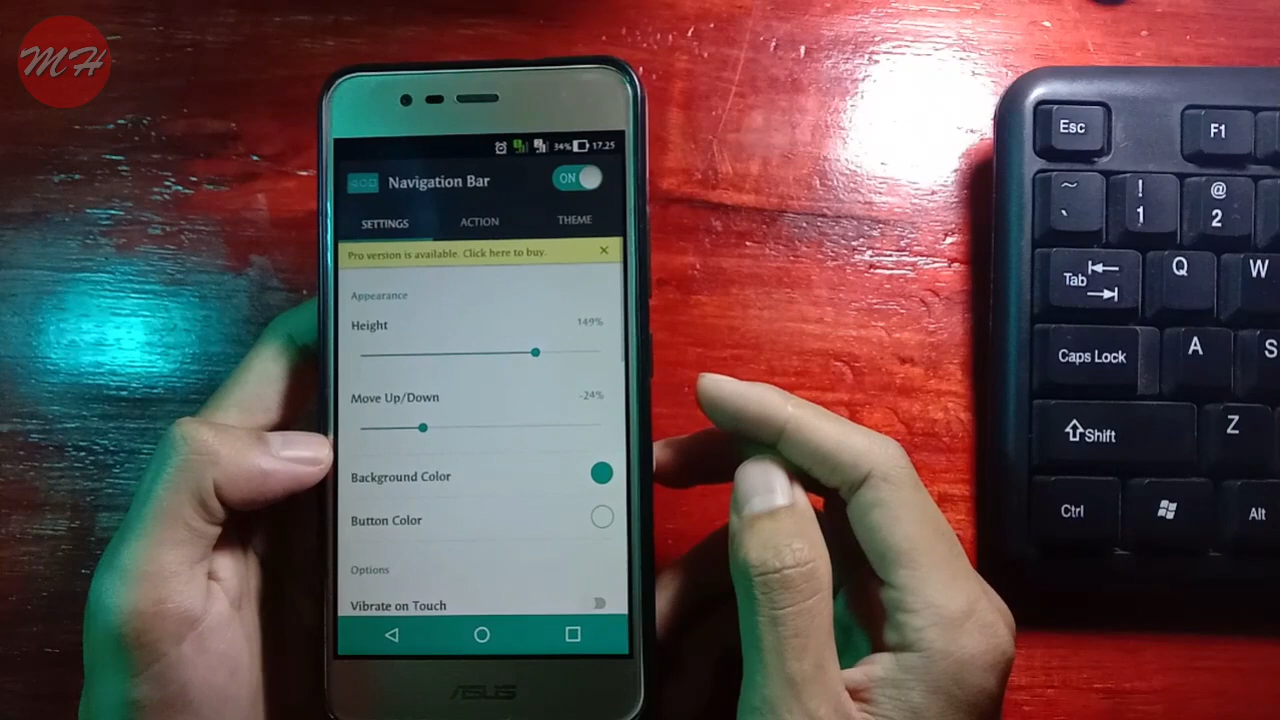 MH
34% 17.25
Navigation Bar ON
SETTINGS ACTION THEME
Pro version is available. Click here to buy. ×
Appearance
Height 149%
Move Up/Down -24%
Background Color
Button Color
Options
Vibrate on Touch
ASUS
Esc F1
~ ! @
` 1 2
Tab Q W
Caps Lock A S
Shift Z
Ctrl Alt